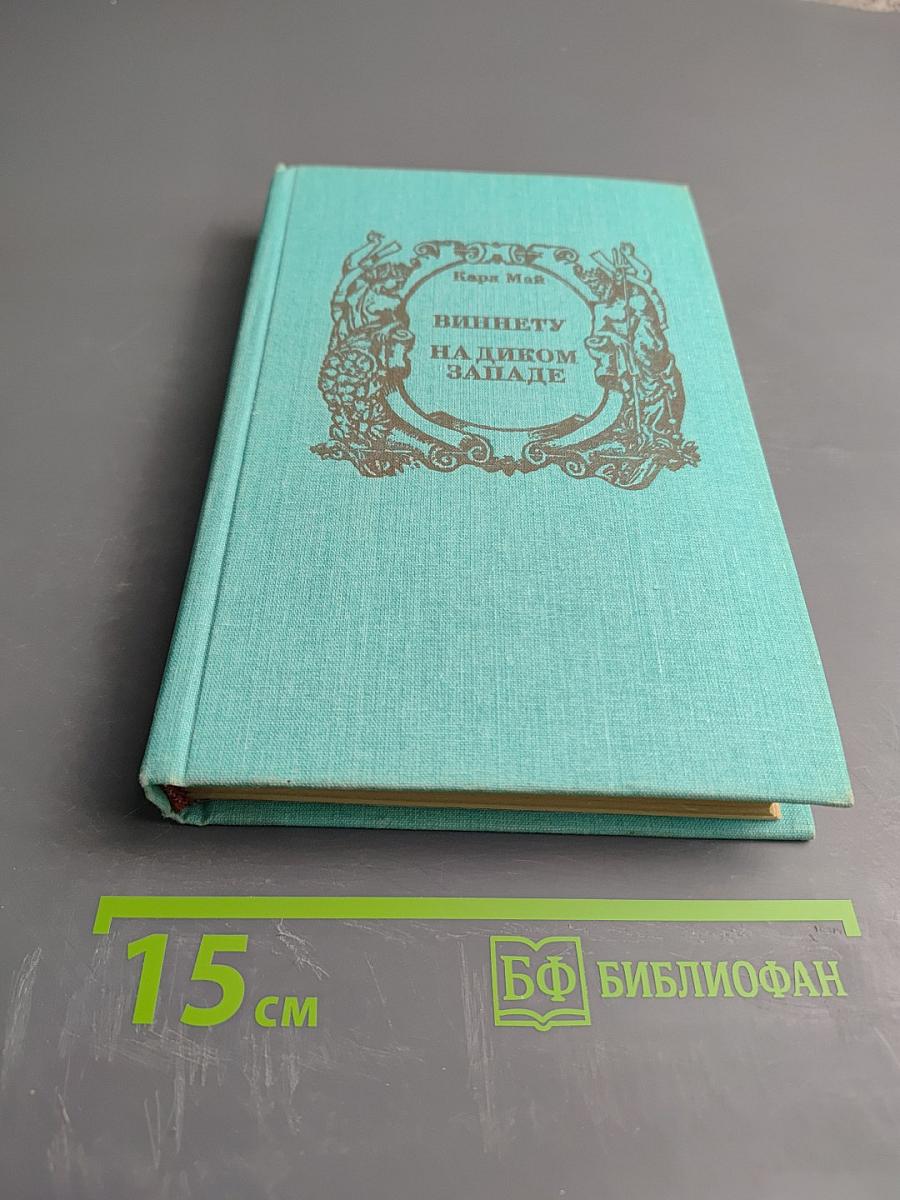 Карл Май
ВИННЕТУ
НА ДИКОМ
ЗАПАДЕ
15 см
БФ БИБЛИОФАН